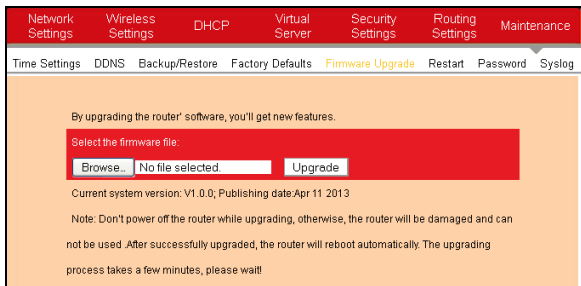 Network Settings
Wireless Settings
DHCP
Virtual Server
Security Settings
Routing Settings
Maintenance
Time Settings DDNS Backup/Restore Factory Defaults Firmware Upgrade Restart Password Syslog
By upgrading the router' software, you'll get new features.
Select the firmware file:
Browse... No file selected. Upgrade
Current system version: V1.0.0; Publishing date:Apr 11 2013
Note: Don't power off the router while upgrading, otherwise, the router will be damaged and can
not be used .After successfully upgraded, the router will reboot automatically. The upgrading
process takes a few minutes, please wait!